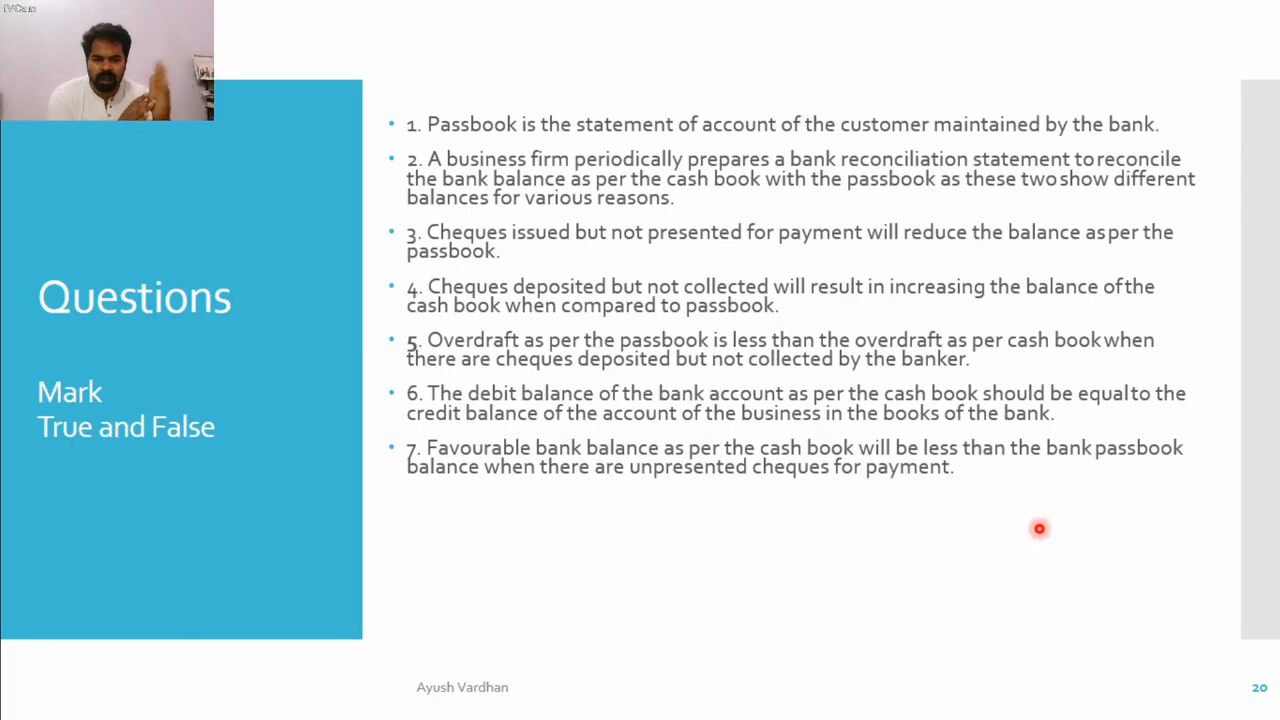 iVCam
Questions
Mark
True and False
• 1. Passbook is the statement of account of the customer maintained by the bank.
• 2. A business firm periodically prepares a bank reconciliation statement to reconcile
the bank balance as per the cash book with the passbook as these two show different
balances for various reasons.
• 3. Cheques issued but not presented for payment will reduce the balance as per the
passbook.
• 4. Cheques deposited but not collected will result in increasing the balance of the
cash book when compared to passbook.
• 5. Overdraft as per the passbook is less than the overdraft as per cash book when
there are cheques deposited but not collected by the banker.
• 6. The debit balance of the bank account as per the cash book should be equal to the
credit balance of the account of the business in the books of the bank.
• 7. Favourable bank balance as per the cash book will be less than the bank passbook
balance when there are unpresented cheques for payment.
Ayush Vardhan
20